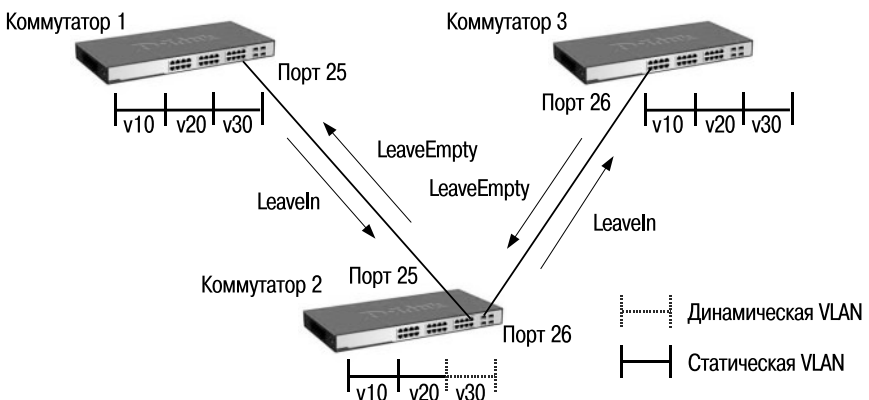 Коммутатор 1
Коммутатор 3
Порт 25
Порт 26
v10 v20 v30
v10 v20 v30
LeaveEmpty
LeaveEmpty
LeaveIn
LeaveIn
Порт 25
Коммутатор 2
Порт 26
v10 v20 v30
Динамическая VLAN
Статическая VLAN